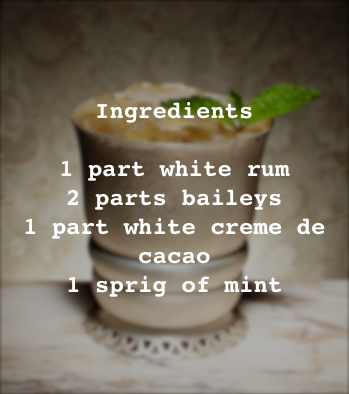 Ingredients
1 part white rum
2 parts baileys
1 part white creme de
cacao
1 sprig of mint